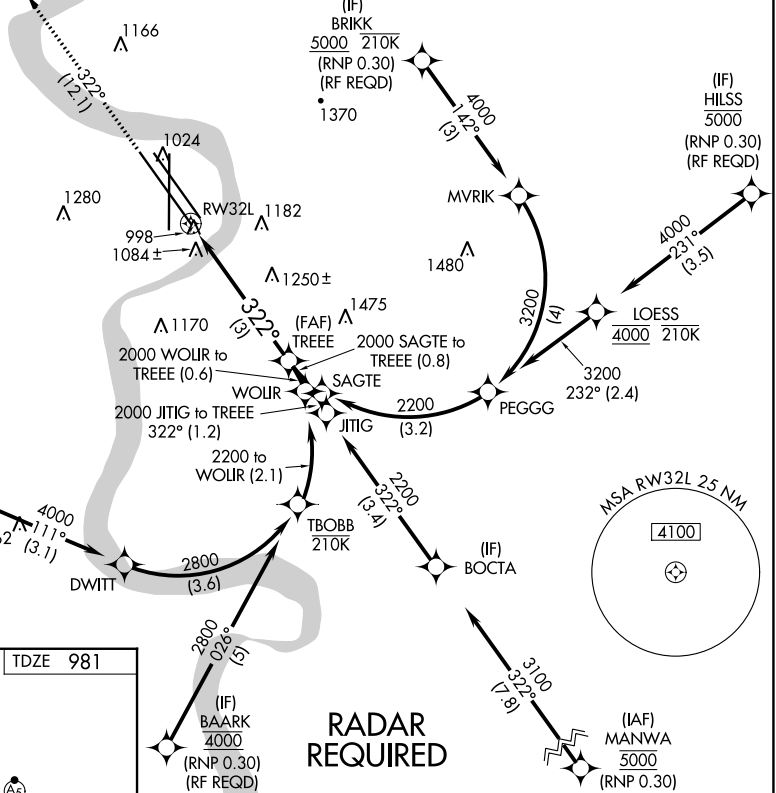 (IF)
BRIKK
5000 210K
(RNP 0.30)
(RF REQD)
1370
1166
322°
(12.1)
1024
1280
RW32L
998
1084±
1182
1250±
1475
1170
1480
4000
142°
(3)
MVRIK
(IF)
HILSS
5000
(RNP 0.30)
(RF REQD)
4000
231°
(3.5)
LOESS
4000 210K
3200
(4)
3200
232° (2.4)
322°
(3)
(FAF)
TREEE
2000 SAGTE to
TREEE (0.8)
2000 WOLIR to
TREEE (0.6)
WOLIR
SAGTE
2000 JITIG to TREEE
322° (1.2)
JITIG
2200
(3.2)
PEGGG
2200 to
WOLIR (2.1)
TBOBB
210K
2200
322°
(3.4)
(IF)
BOCTA
MSA RW32L 25 NM
4100
4000
111°
(3.1)
DWITT
2800
(3.6)
2800
026°
(5)
(IF)
BAARK
4000
(RNP 0.30)
(RF REQD)
3100
322°
(7.8)
(IAF)
MANWA
5000
(RNP 0.30)
RADAR
REQUIRED
TDZE 981
A5